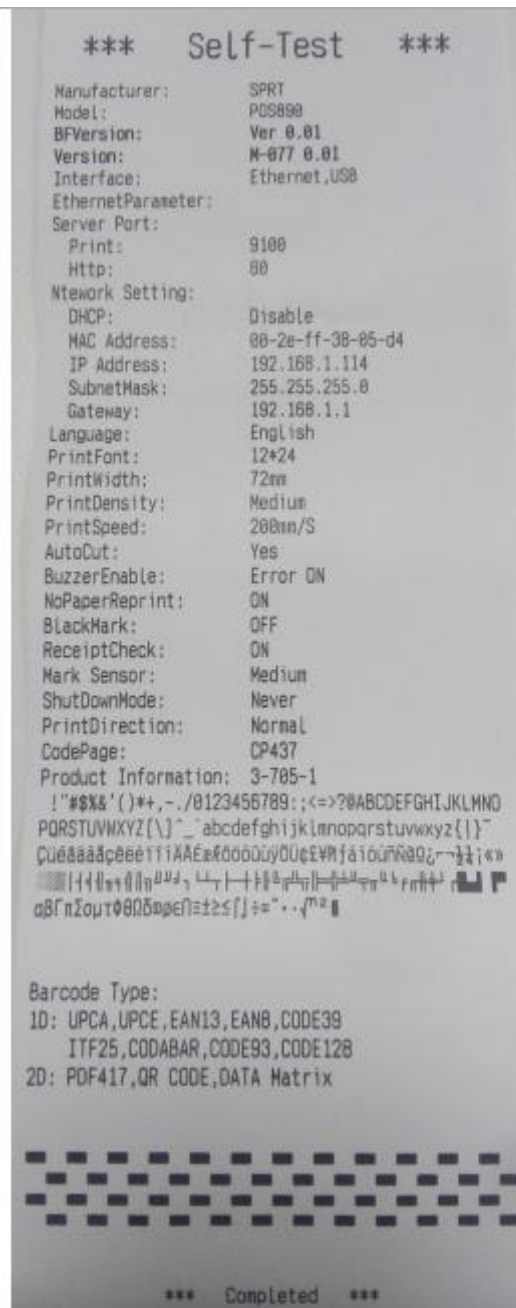 *** Self-Test ***
Manufacturer: SPRT
Model: POS890
BFVersion: Ver 0.01
Version: M-077 0.01
Interface: Ethernet,USB
EthernetParameter:
Server Port:
Print: 9100
Http: 80
Ntework Setting:
DHCP: Disable
MAC Address: 00-2e-ff-38-05-d4
IP Address: 192.168.1.114
SubnetMask: 255.255.255.0
Gateway: 192.168.1.1
Language: English
PrintFont: 12*24
PrintWidth: 72mm
PrintDensity: Medium
PrintSpeed: 200mm/S
AutoCut: Yes
BuzzerEnable: Error ON
NoPaperReprint: ON
BlackMark: OFF
ReceiptCheck: ON
Mark Sensor: Medium
ShutDownMode: Never
PrintDirection: Normal
CodePage: CP437
Product Information: 3-705-1
!"#$%&'()*+,-./0123456789:;<=>?@ABCDEFGHIJKLMNO
PQRSTUVWXYZ[\]^_`abcdefghijklmnopqrstuvwxyz{|}~
Barcode Type:
1D: UPCA,UPCE,EAN13,EAN8,CODE39
ITF25,CODABAR,CODE93,CODE128
2D: PDF417,QR CODE,DATA Matrix
*** Completed ***